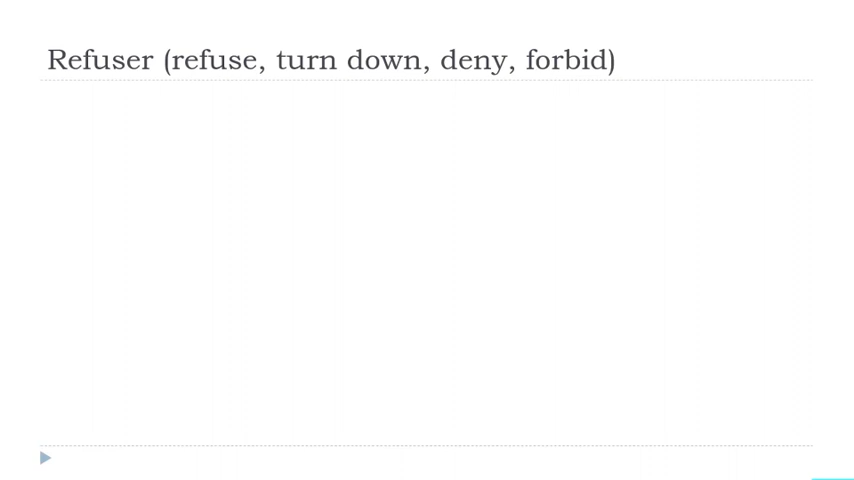 Refuser (refuse, turn down, deny, forbid)